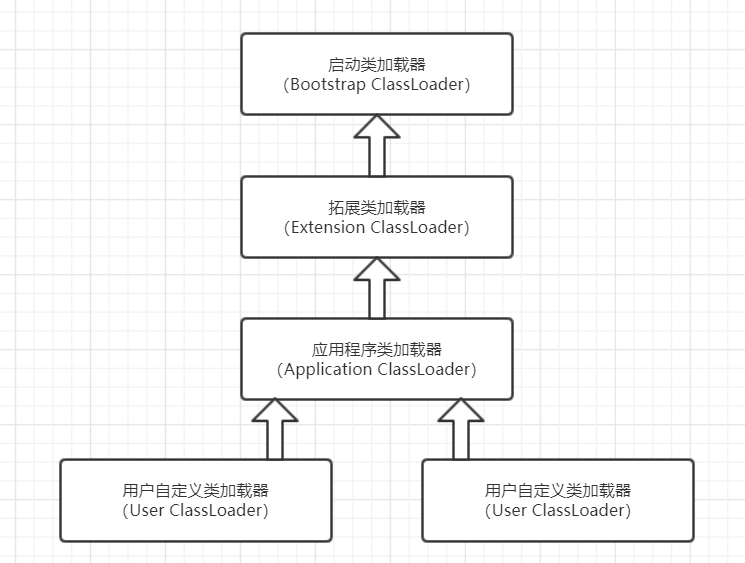 启动类加载器
（Bootstrap ClassLoader）
拓展类加载器
（Extension ClassLoader）
应用程序类加载器
（Application ClassLoader）
用户自定义类加载器
（User ClassLoader）
用户自定义类加载器
（User ClassLoader）